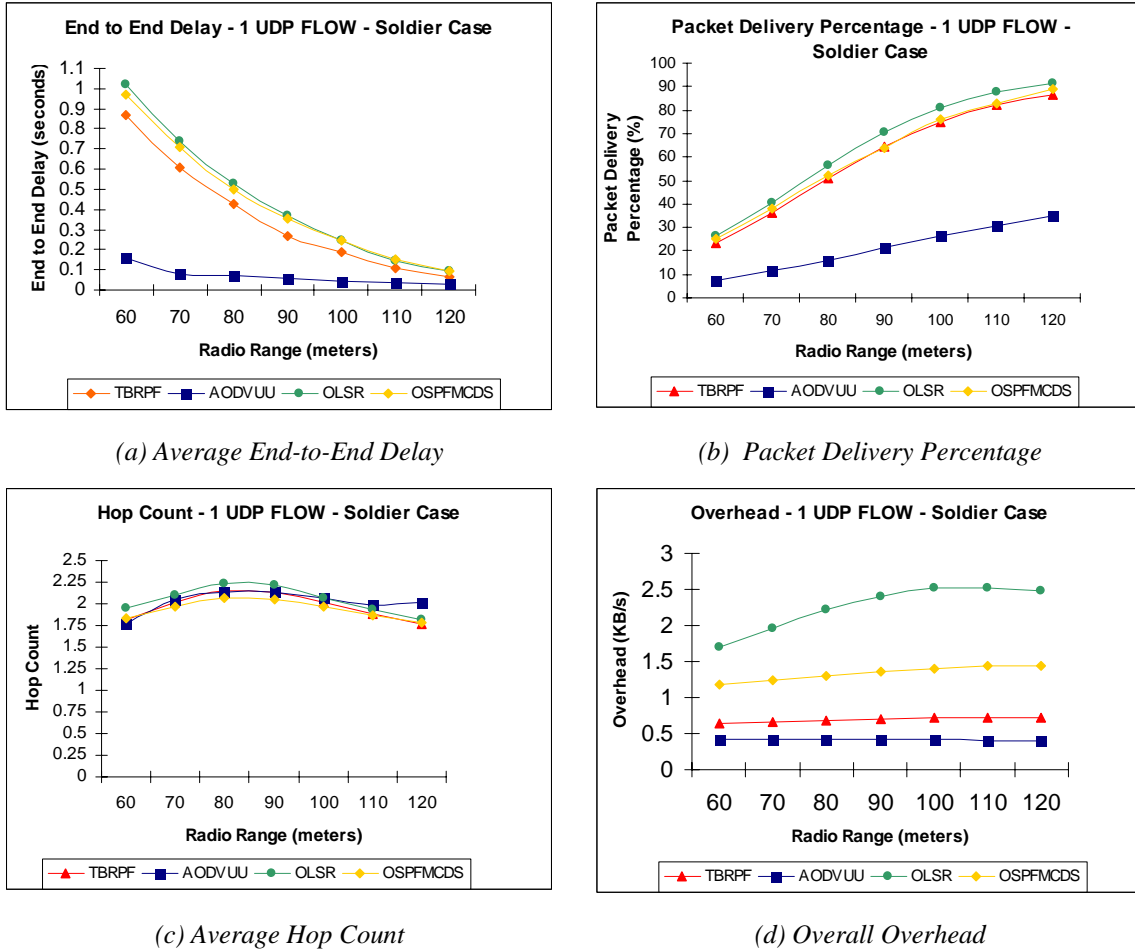 End to End Delay - 1 UDP FLOW - Soldier Case
End to End Delay (seconds)
1.1
1
0.9
0.8
0.7
0.6
0.5
0.4
0.3
0.2
0.1
0
60 70 80 90 100 110 120
Radio Range (meters)
TBRPF AODVUU OLSR OSPFMCDS
(a) Average End-to-End Delay
Packet Delivery Percentage - 1 UDP FLOW -
Soldier Case
Packet Delivery
Percentage (%)
100
90
80
70
60
50
40
30
20
10
0
60 70 80 90 100 110 120
Radio Range (meters)
TBRPF AODVUU OLSR OSPFMCDS
(b) Packet Delivery Percentage
Hop Count - 1 UDP FLOW - Soldier Case
Hop Count
2.5
2.25
2
1.75
1.5
1.25
1
0.75
0.5
0.25
0
60 70 80 90 100 110 120
Radio Range (meters)
TBRPF AODVUU OLSR OSPFMCDS
(c) Average Hop Count
Overhead - 1 UDP FLOW - Soldier Case
Overhead (KB/s)
3
2.5
2
1.5
1
0.5
0
60 70 80 90 100 110 120
Radio Range (meters)
TBRPF AODVUU OLSR OSPFMCDS
(d) Overall Overhead